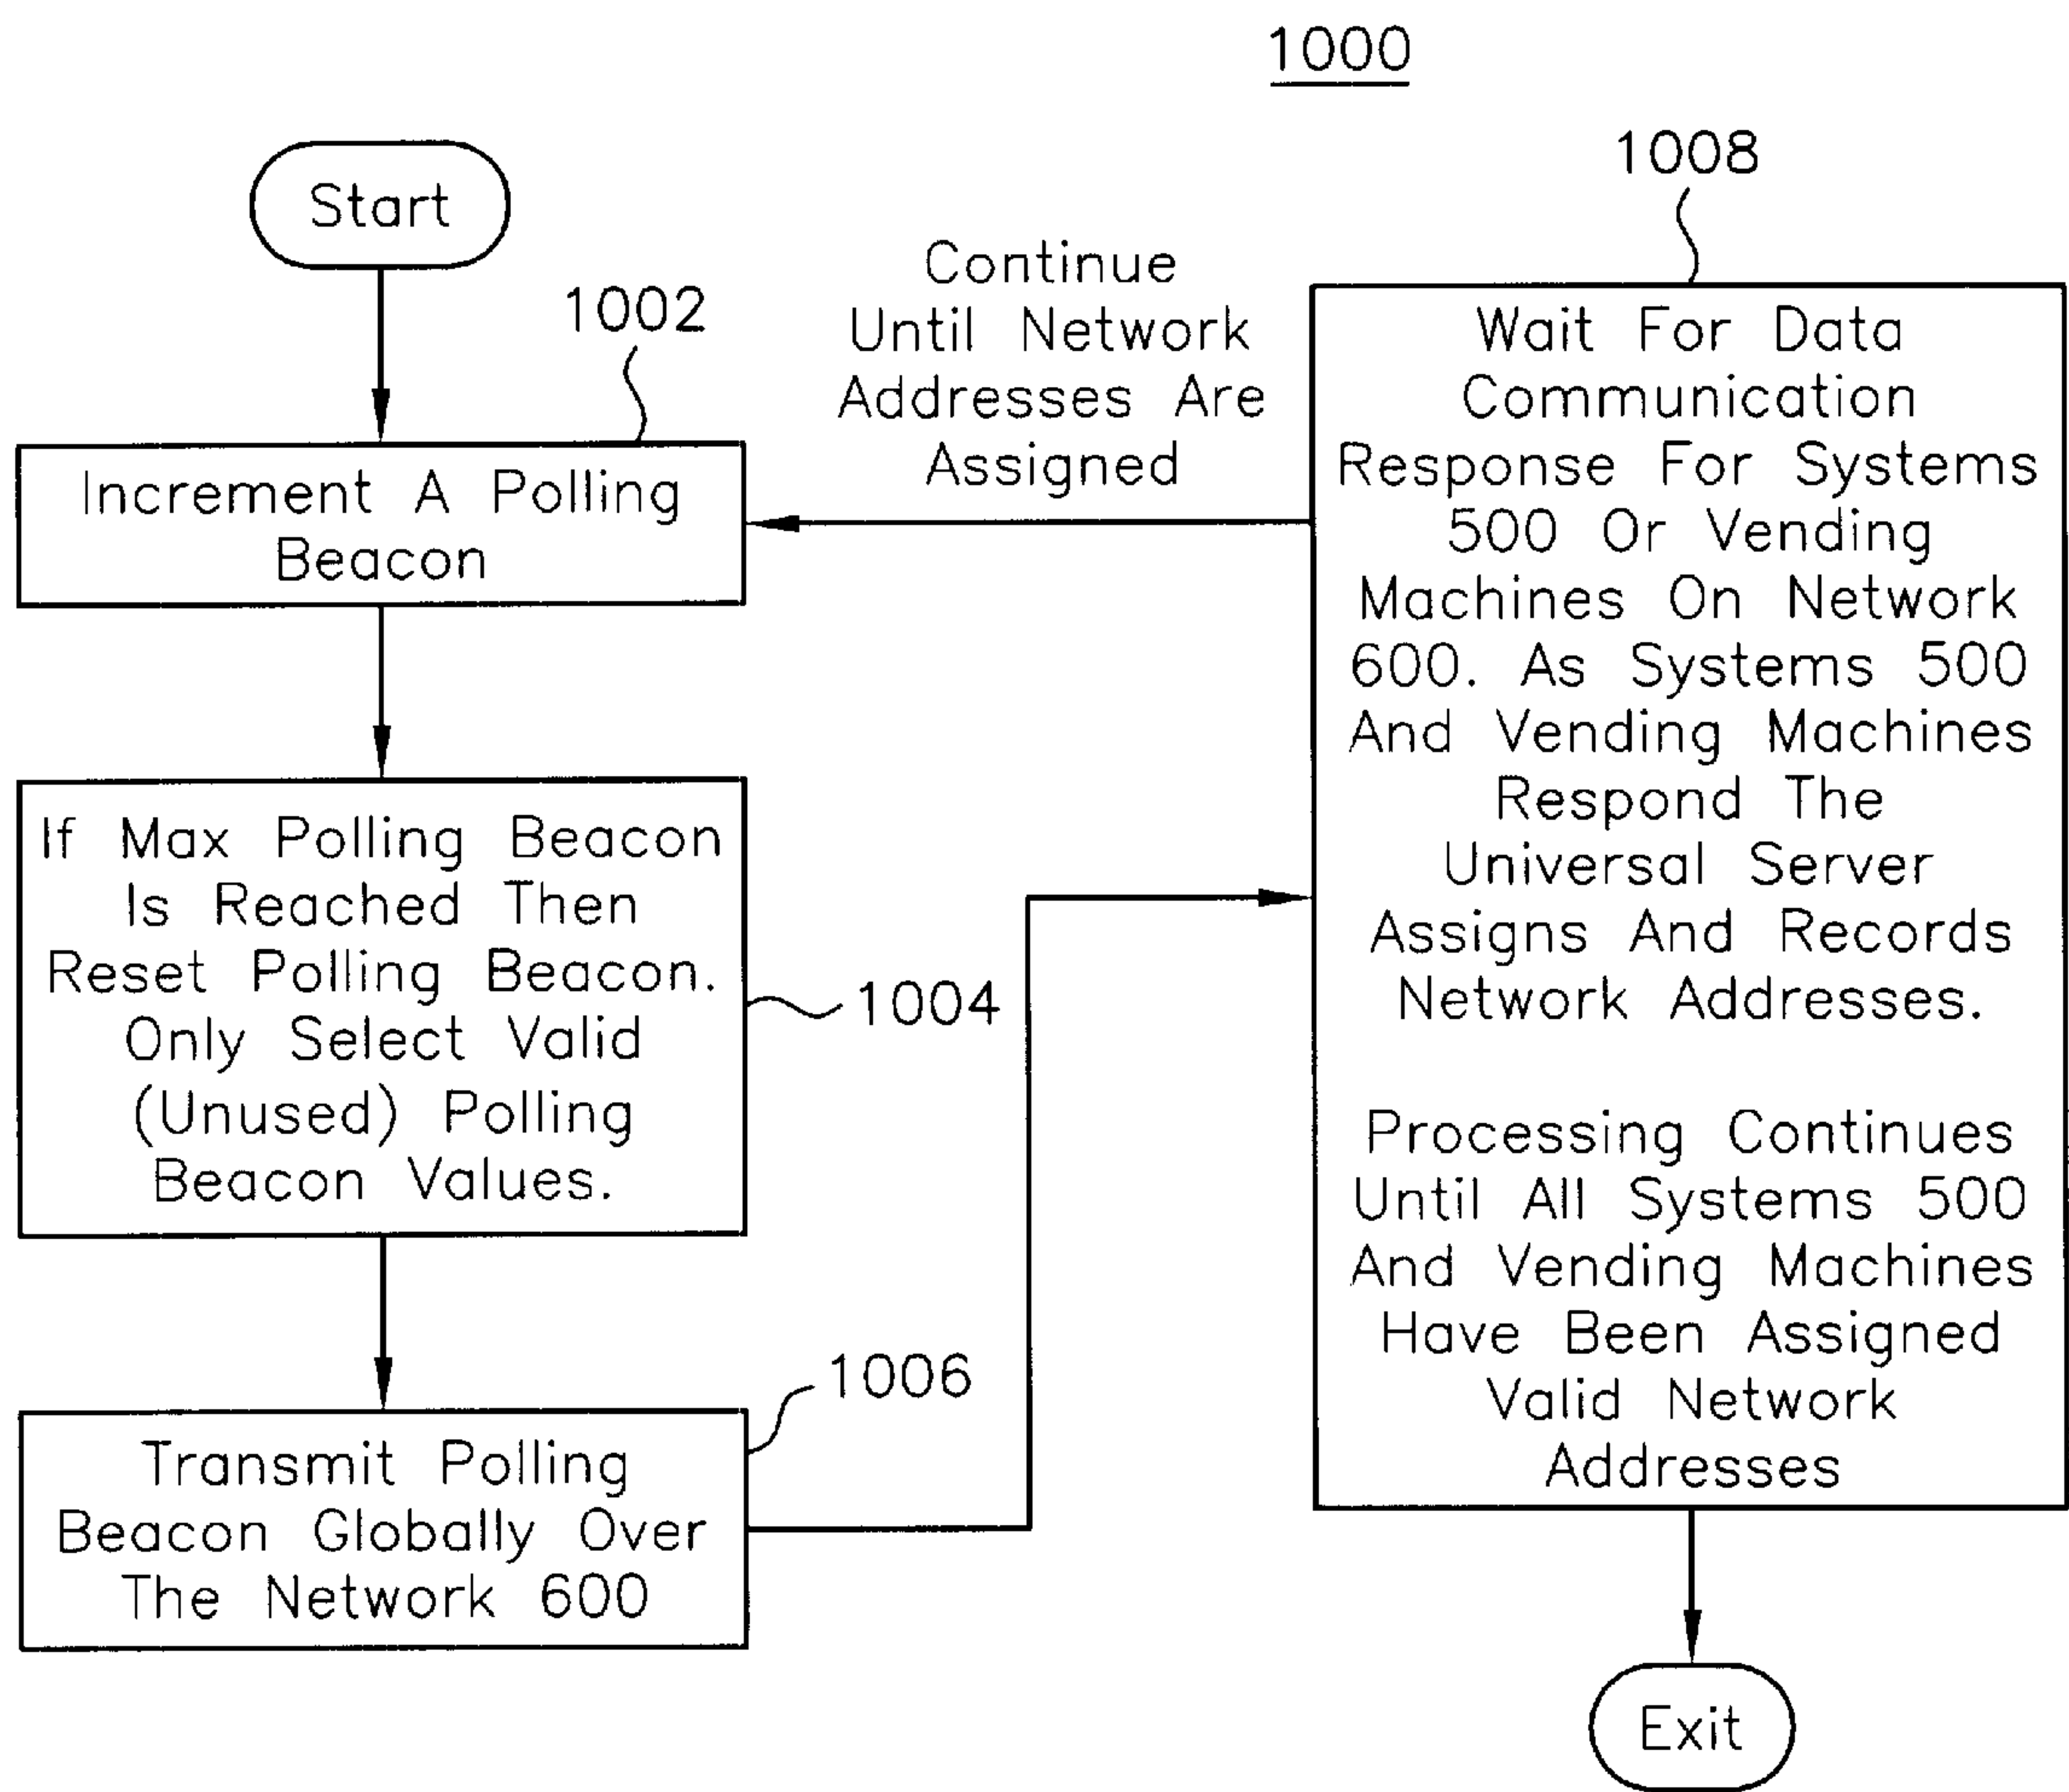 1000
Start
1002
Increment A Polling
Beacon
If Max Polling Beacon
Is Reached Then
Reset Polling Beacon.
Only Select Valid
(Unused) Polling
Beacon Values.
1004
Transmit Polling
Beacon Globally Over
The Network 600
1006
Continue
Until Network
Addresses Are
Assigned
1008
Wait For Data
Communication
Response For Systems
500 Or Vending
Machines On Network
600. As Systems 500
And Vending Machines
Respond The
Universal Server
Assigns And Records
Network Addresses.
Processing Continues
Until All Systems 500
And Vending Machines
Have Been Assigned
Valid Network
Addresses
Exit